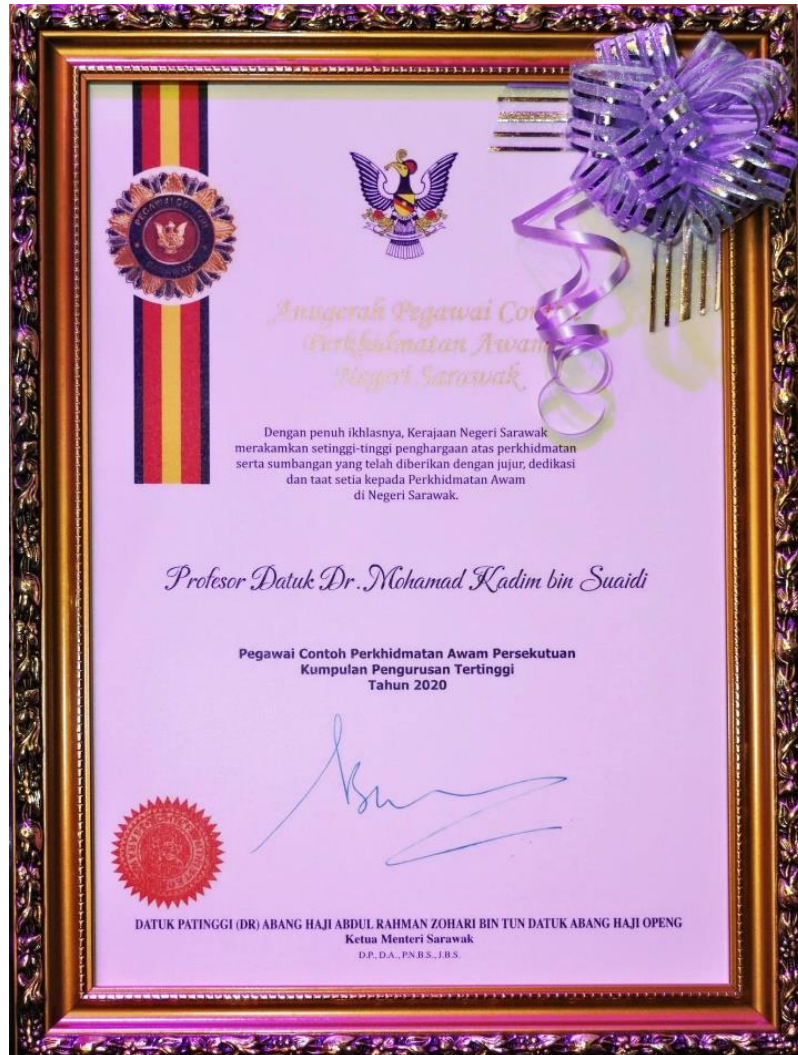 PEGAWAI CONTOH
SARAWAK
Anugerah Pegawai
Perkhidmatan Awam
Negeri Sarawak
Dengan penuh ikhlasnya, Kerajaan Negeri Sarawak
merakamkan setinggi-tinggi penghargaan atas perkhidmatan
serta sumbangan yang telah diberikan dengan jujur, dedikasi
dan taat setia kepada Perkhidmatan Awam
di Negeri Sarawak.
Profesor Datuk Dr. Mohamad Kadim bin Suaidi
Pegawai Contoh Perkhidmatan Awam Persekutuan
Kumpulan Pengurusan Tertinggi
Tahun 2020
DATUK PATINGGI (DR) ABANG HAJI ABDUL RAHMAN ZOHARI BIN TUN DATUK ABANG HAJI OPENG
Ketua Menteri Sarawak
D.P., D.A., P.N.B.S., J.B.S.